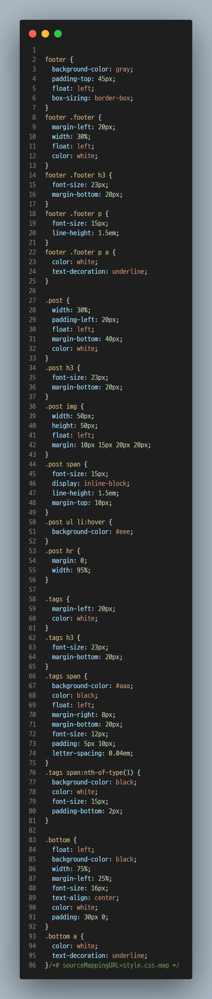 1
2 footer {
3   background-color: gray;
4   padding-top: 45px;
5   float: left;
6   box-sizing: border-box;
7 }
8 footer .footer {
9   margin-left: 20px;
10   width: 30%;
11   float: left;
12   color: white;
13 }
14 footer .footer h3 {
15   font-size: 23px;
16   margin-bottom: 20px;
17 }
18 footer .footer p {
19   font-size: 15px;
20   line-height: 1.5em;
21 }
22 footer .footer p a {
23   color: white;
24   text-decoration: underline;
25 }
26
27 .post {
28   width: 30%;
29   padding-left: 20px;
30   float: left;
31   margin-bottom: 40px;
32   color: white;
33 }
34 .post h3 {
35   font-size: 23px;
36   margin-bottom: 20px;
37 }
38 .post img {
39   width: 50px;
40   height: 50px;
41   float: left;
42   margin: 10px 15px 20px 20px;
43 }
44 .post span {
45   font-size: 15px;
46   display: inline-block;
47   line-height: 1.5em;
48   margin-top: 10px;
49 }
50 .post ul li:hover {
51   background-color: #eee;
52 }
53 .post hr {
54   margin: 0;
55   width: 95%;
56 }
57
58 .tags {
59   margin-left: 20px;
60   color: white;
61 }
62 .tags h3 {
63   font-size: 23px;
64   margin-bottom: 20px;
65 }
66 .tags span {
67   background-color: #aaa;
68   color: black;
69   float: left;
70   margin-right: 8px;
71   margin-bottom: 20px;
72   font-size: 12px;
73   padding: 5px 10px;
74   letter-spacing: 0.04em;
75 }
76 .tags span:nth-of-type(1) {
77   background-color: black;
78   color: white;
79   font-size: 15px;
80   padding-bottom: 2px;
81 }
82
83 .bottom {
84   float: left;
85   background-color: black;
86   width: 75%;
87   margin-left: 25%;
88   font-size: 16px;
89   text-align: center;
90   color: white;
91   padding: 30px 0;
92 }
93 .bottom a {
94   color: white;
95   text-decoration: underline;
96 }/*# sourceMappingURL=style.css.map */